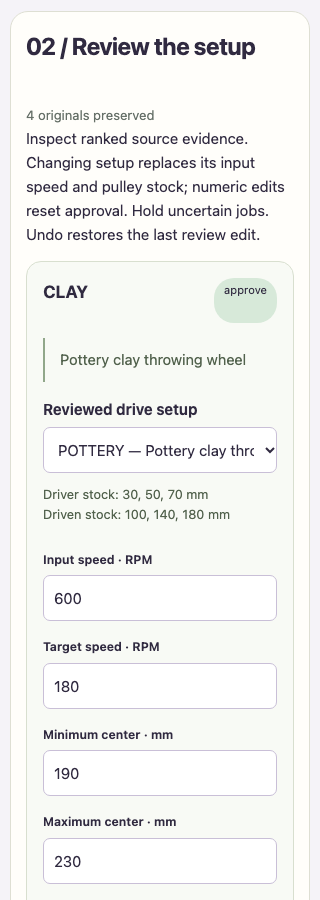 02 / Review the setup
4 originals preserved
Inspect ranked source evidence.
Changing setup replaces its input
speed and pulley stock; numeric edits
reset approval. Hold uncertain jobs.
Undo restores the last review edit.
CLAY
approve
Pottery clay throwing wheel
Reviewed drive setup
POTTERY — Pottery clay thro
Driver stock: 30, 50, 70 mm
Driven stock: 100, 140, 180 mm
Input speed · RPM
600
Target speed · RPM
180
Minimum center · mm
190
Maximum center · mm
230